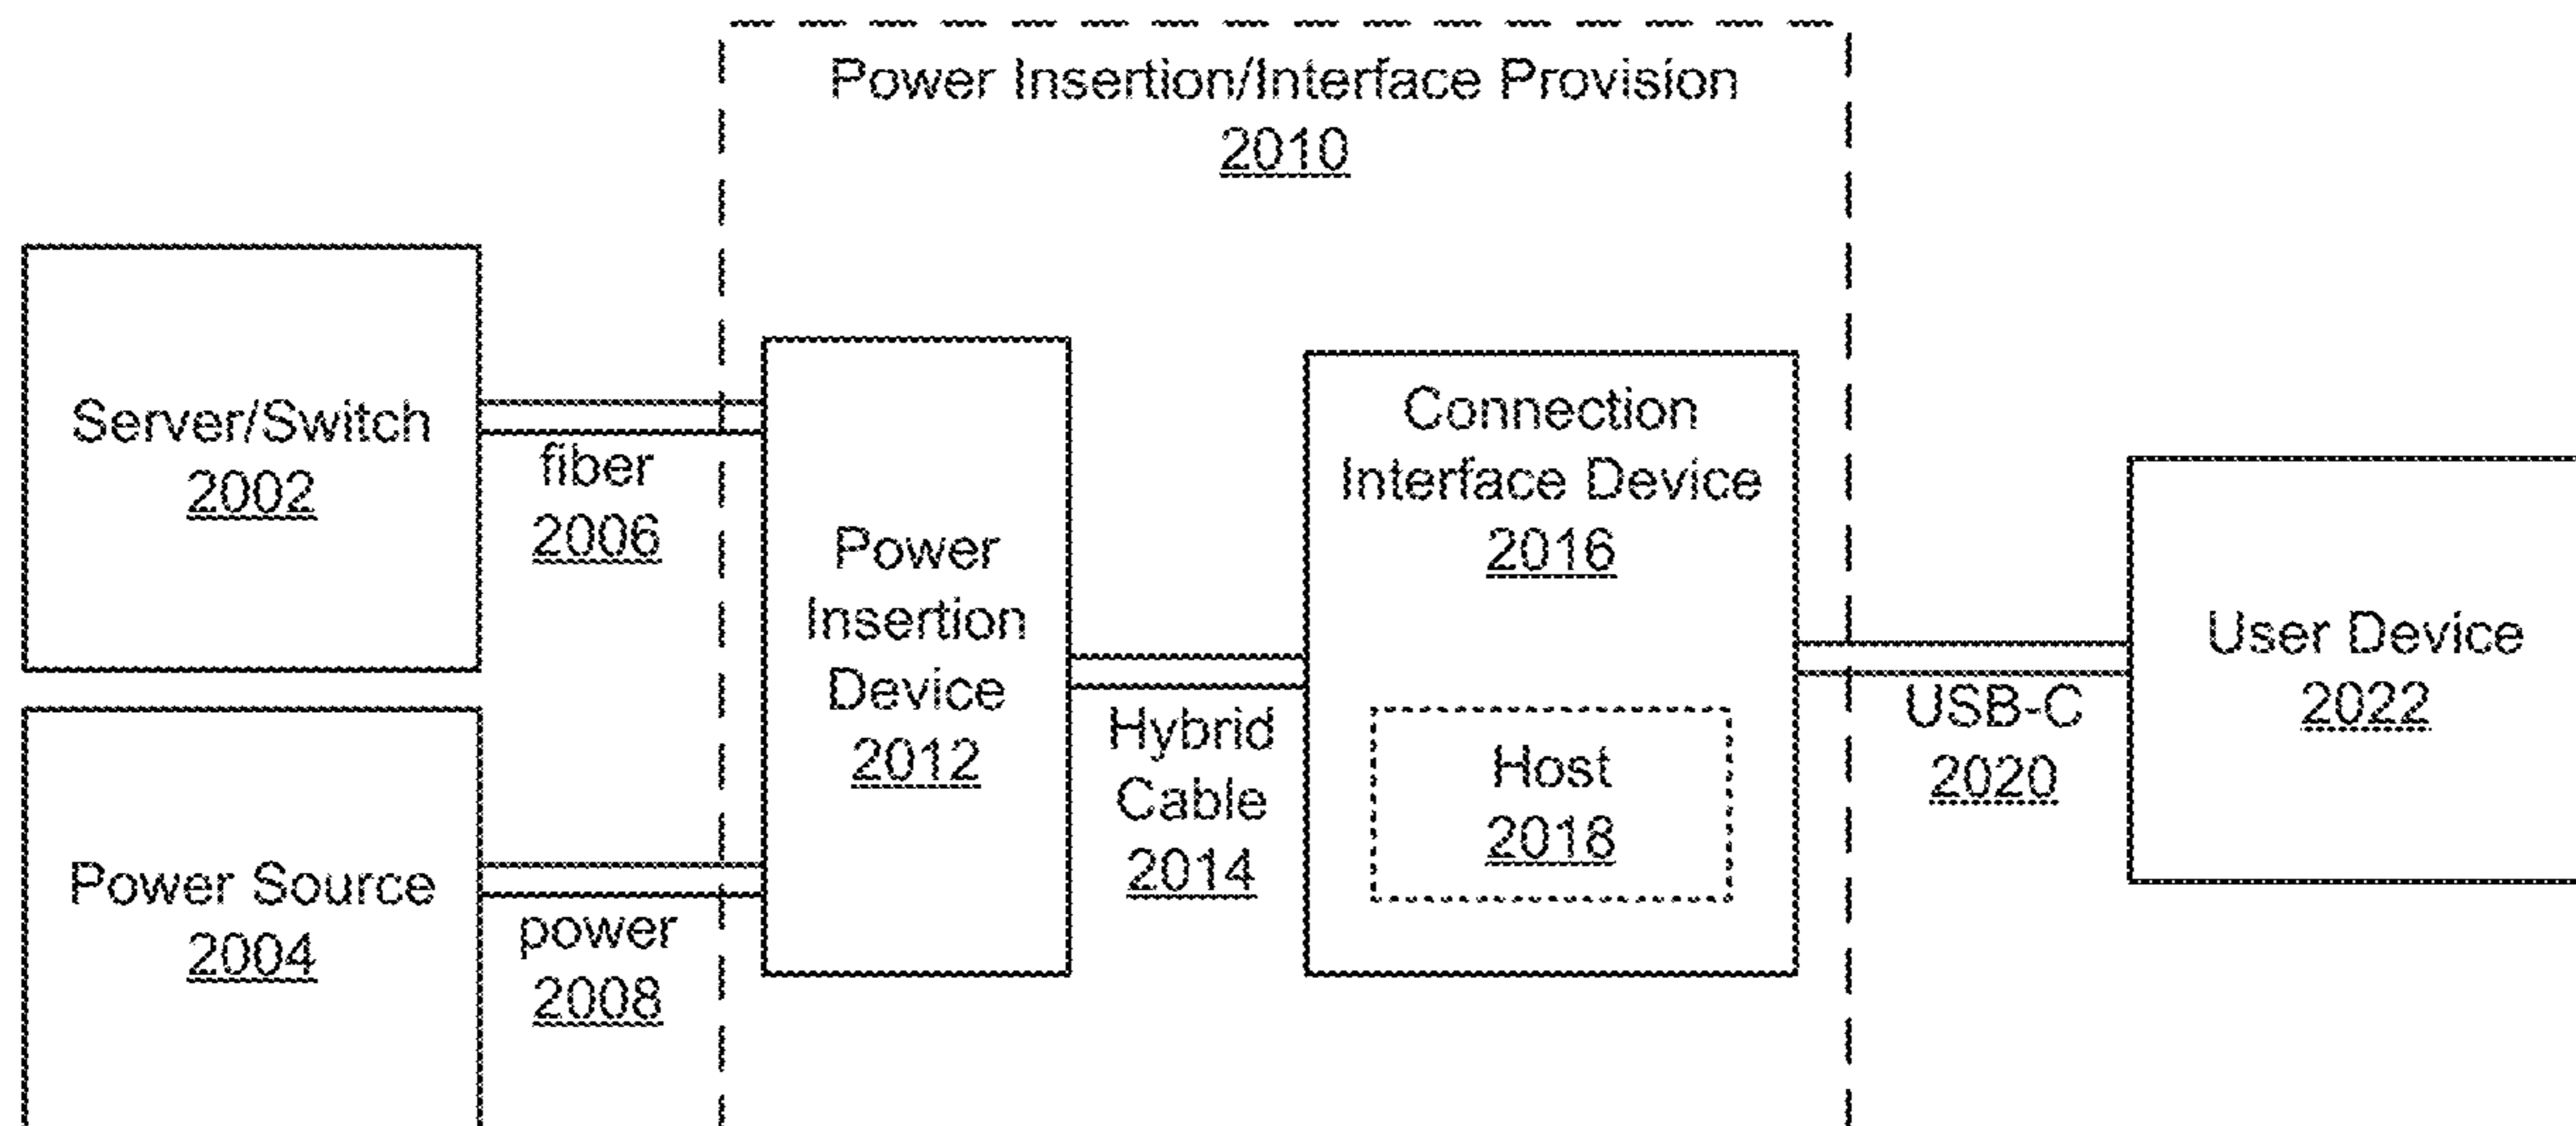 Power Insertion/Interface Provision
2010
Server/Switch
2002
fiber
2006
Power Source
2004
power
2008
Power
Insertion
Device
2012
Hybrid
Cable
2014
Connection
Interface Device
2016
Host
2018
USB-C
2020
User Device
2022